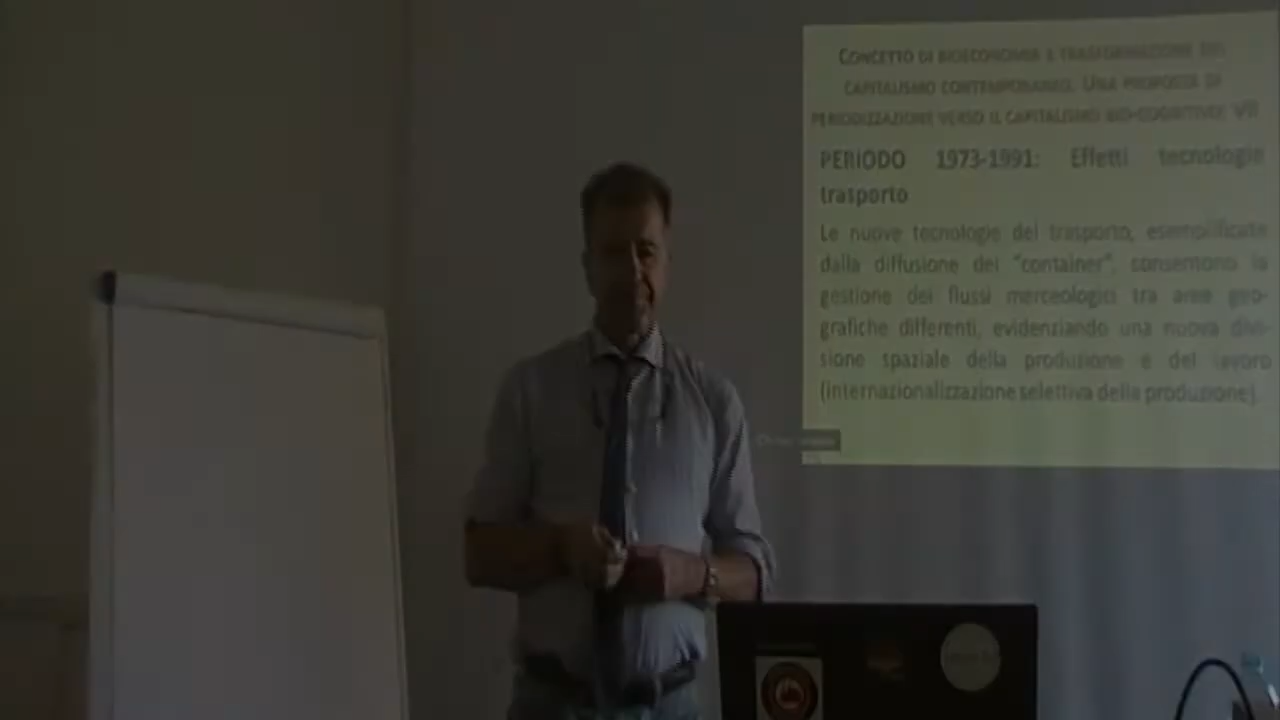 CONCETTO DI BIOECONOMIA E TRASFORMAZIONE DEL
CAPITALISMO CONTEMPORANEO. UNA PROPOSTA DI
PERIODIZZAZIONE VERSO IL CAPITALISMO BIO-COGNITIVO: VII
PERIODO 1973-1991: Effetti tecnologie
trasporto
Le nuove tecnologie del trasporto, esemplificate
dalla diffusione dei "container", consentono la
gestione dei flussi merceologici tra aree geo-
grafiche differenti, evidenziando una nuova divi-
sione spaziale della produzione e del lavoro
(internazionalizzazione selettiva della produzione).